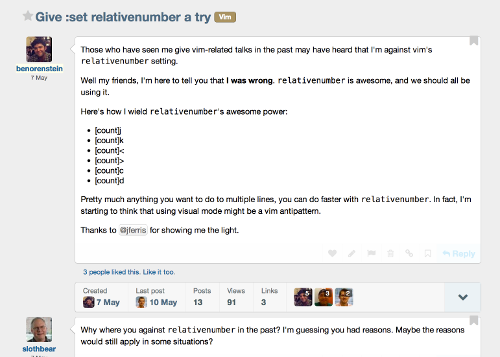 Give :set relativenumber a try Vim
benorenstein
7 May
Those who have seen me give vim-related talks in the past may have heard that I'm against vim's
relativenumber setting.
Well my friends, I'm here to tell you that I was wrong. relativenumber is awesome, and we should all be
using it.
Here's how I wield relativenumber's awesome power:
• [count]j
• [count]k
• [count]<
• [count]>
• [count]c
• [count]d
Pretty much anything you want to do to multiple lines, you can do faster with relativenumber. In fact, I'm
starting to think that using visual mode might be a vim antipattern.
Thanks to @jferris for showing me the light.
Reply
3 people liked this. Like it too.
Created Last post Posts Views Links
7 May 10 May 13 91 3
5 3 2
slothbear
Why where you against relativenumber in the past? I'm guessing you had reasons. Maybe the reasons
would still apply in some situations?